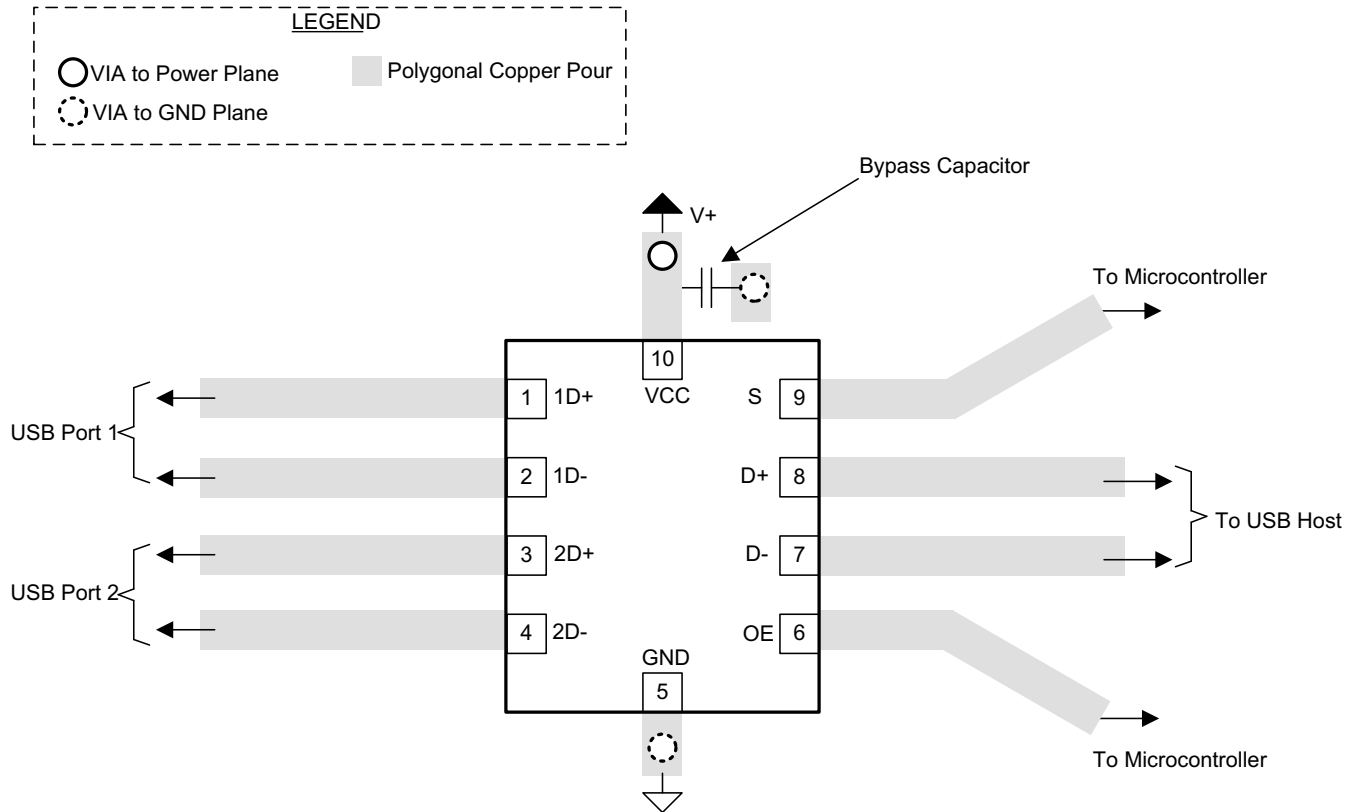 LEGEND
VIA to Power Plane
Polygonal Copper Pour
VIA to GND Plane
Bypass Capacitor
V+
To Microcontroller
10
VCC
1
1D+
S
9
USB Port 1
2
1D-
D+
8
To USB Host
3
2D+
D-
7
USB Port 2
4
2D-
OE
6
GND
5
To Microcontroller